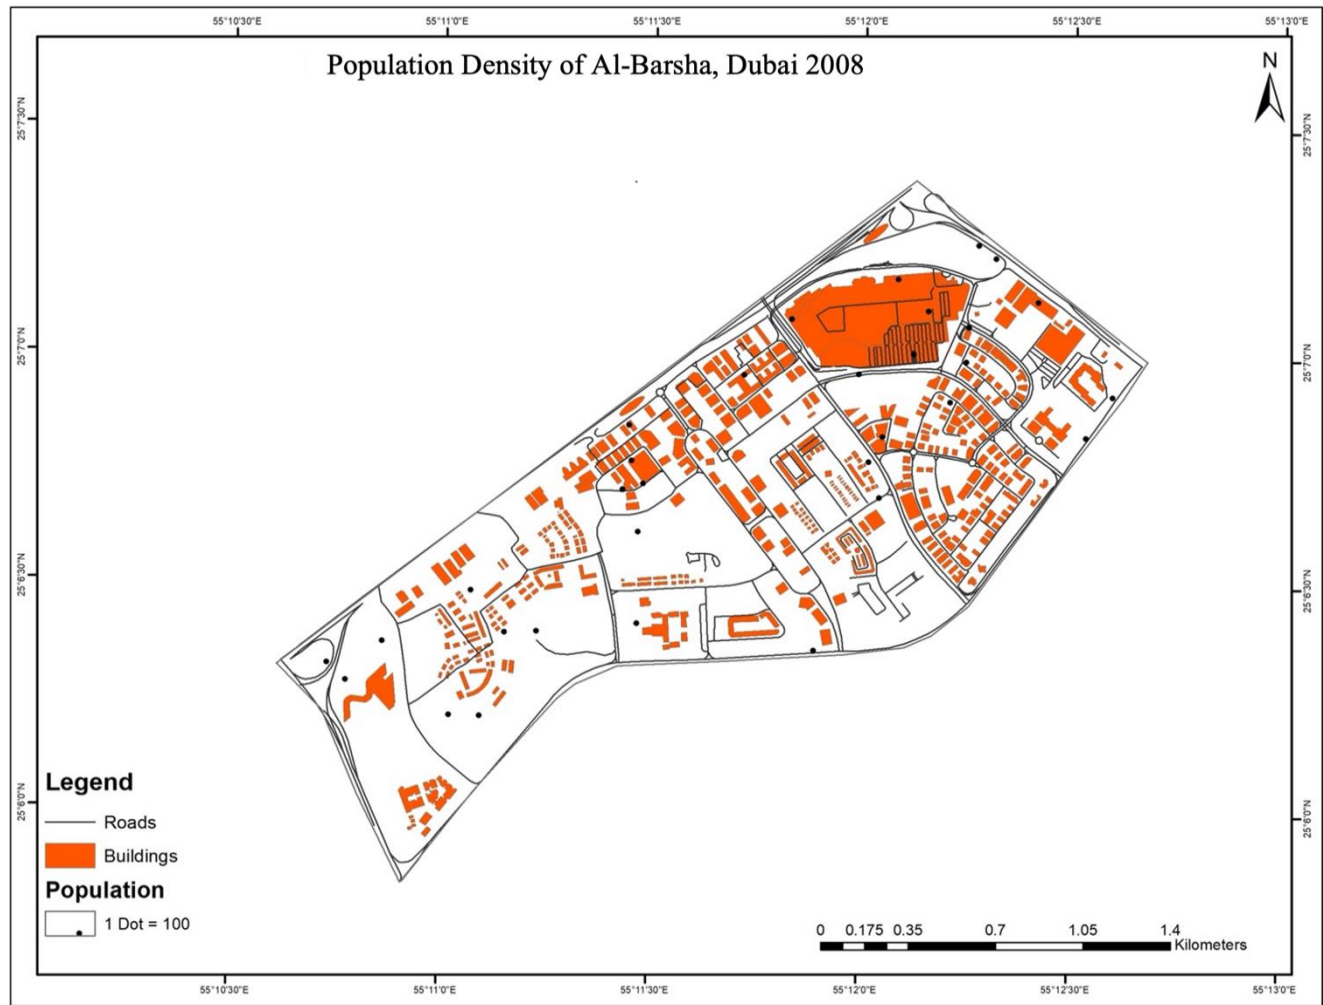 55°10'30"E 55°11'0"E 55°11'30"E 55°12'0"E 55°12'30"E 55°13'0"E
Population Density of Al-Barsha, Dubai 2008
N
25°7'30"N 25°7'30"N
25°7'0"N 25°7'0"N
25°6'30"N 25°6'30"N
25°6'0"N 25°6'0"N
Legend
Roads
Buildings
Population
1 Dot = 100
0 0.175 0.35 0.7 1.05 1.4
Kilometers
55°10'30"E 55°11'0"E 55°11'30"E 55°12'0"E 55°12'30"E 55°13'0"E